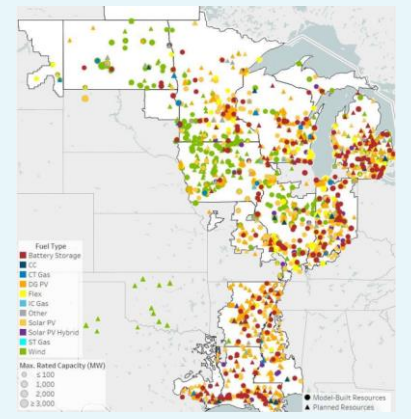 Fuel Type
Battery Storage
CC
CT Gas
DG PV
Flex
IC Gas
Other
Solar PV
Solar PV Hybrid
ST Gas
Wind
Max. Rated Capacity (MW)
≤ 100
1,000
2,000
≥ 3,000
Model-Built Resources
Planned Resources